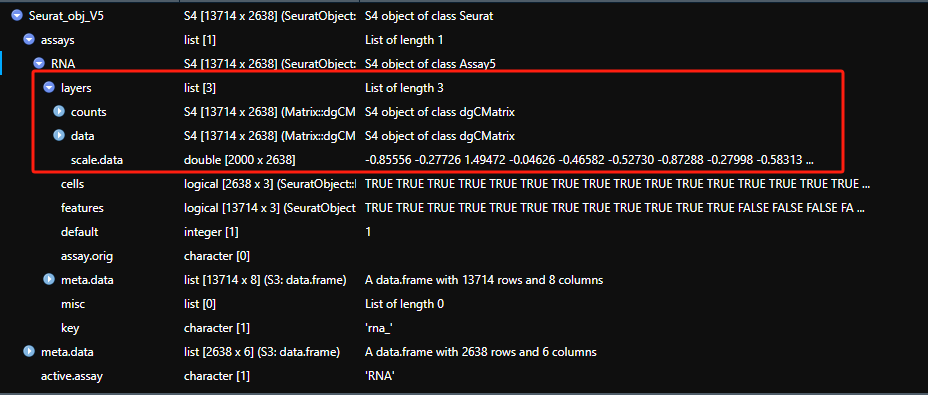 Seurat_obj_V5 S4 [13714 x 2638] (SeuratObject: S4 object of class Seurat
assays list [1] List of length 1
RNA S4 [13714 x 2638] (SeuratObject: S4 object of class Assay5
layers list [3] List of length 3
counts S4 [13714 x 2638] (Matrix::dgCM S4 object of class dgCMatrix
data S4 [13714 x 2638] (Matrix::dgCM S4 object of class dgCMatrix
scale.data double [2000 x 2638] -0.85556 -0.27726 1.49472 -0.04626 -0.46582 -0.52730 -0.87288 -0.27998 -0.58313 ...
cells logical [2638 x 3] (SeuratObject::l TRUE TRUE TRUE TRUE TRUE TRUE TRUE TRUE TRUE TRUE TRUE TRUE TRUE TRUE TRUE TRUE ...
features logical [13714 x 3] (SeuratObject TRUE TRUE TRUE TRUE TRUE TRUE TRUE TRUE TRUE TRUE TRUE TRUE FALSE FALSE FALSE FA ...
default integer [1] 1
assay.orig character [0]
meta.data list [13714 x 8] (S3: data.frame) A data.frame with 13714 rows and 8 columns
misc list [0] List of length 0
key character [1] 'rna_'
meta.data list [2638 x 6] (S3: data.frame) A data.frame with 2638 rows and 6 columns
active.assay character [1] 'RNA'